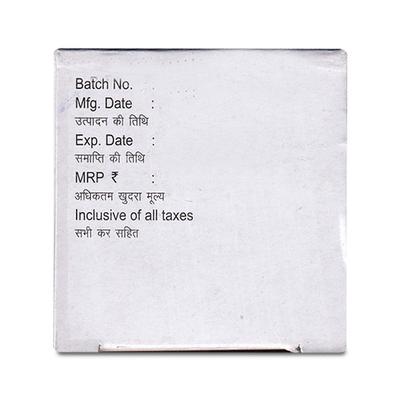 Batch No.
Mfg. Date :
उत्पादन की तिथि
Exp. Date :
समाप्ति की तिथि
MRP ₹ :
अधिकतम खुदरा मूल्य
Inclusive of all taxes
सभी कर सहित